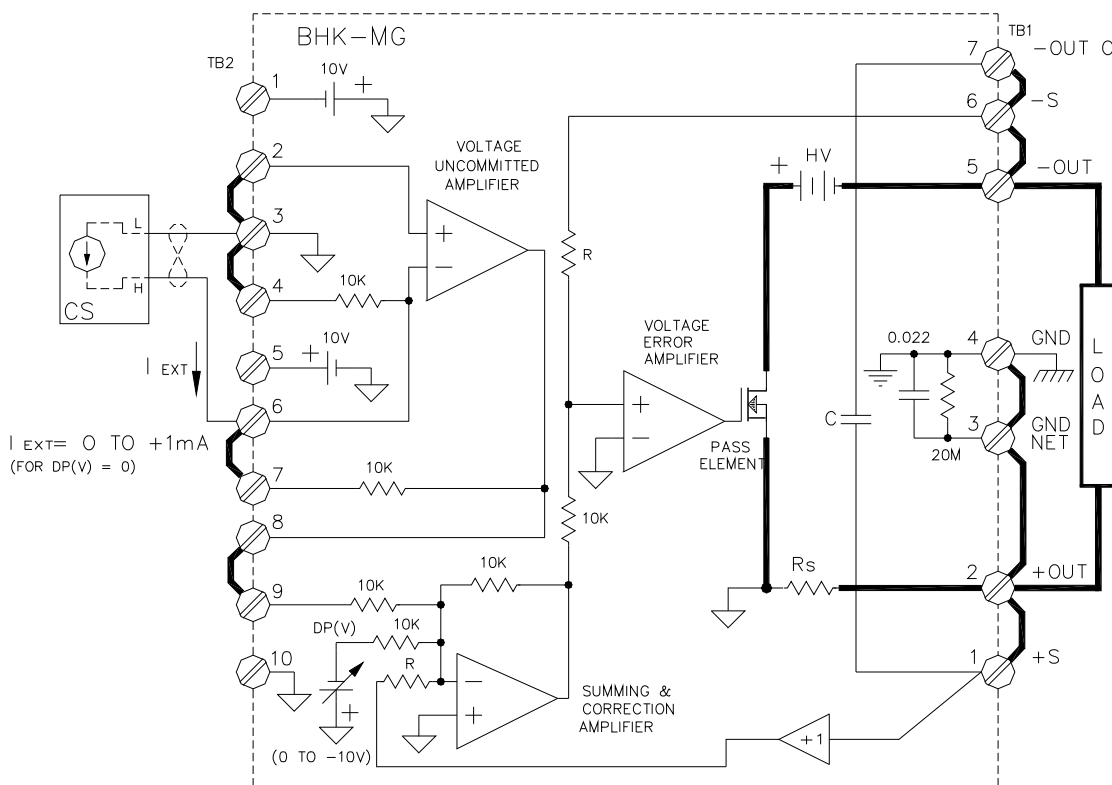 BHK-MG
TB1
TB2
7
-OUT C
1
10V
+
6
-S
2
VOLTAGE
UNCOMMITTED
AMPLIFIER
+
HV
5
-OUT
3
+
−
R
L
H
CS
4
10K
VOLTAGE
ERROR
AMPLIFIER
0.022
4
GND
LOAD
5
+
10V
I EXT
6
+
−
C
3
GND
NET
20M
PASS
ELEMENT
I EXT= 0 TO +1mA
(FOR DP(V) = 0)
7
10K
8
10K
10K
Rs
2
+OUT
9
10K
DP(V)
10K
R
10
+
−
+
SUMMING &
CORRECTION
AMPLIFIER
1
+S
(0 TO -10V)
+1